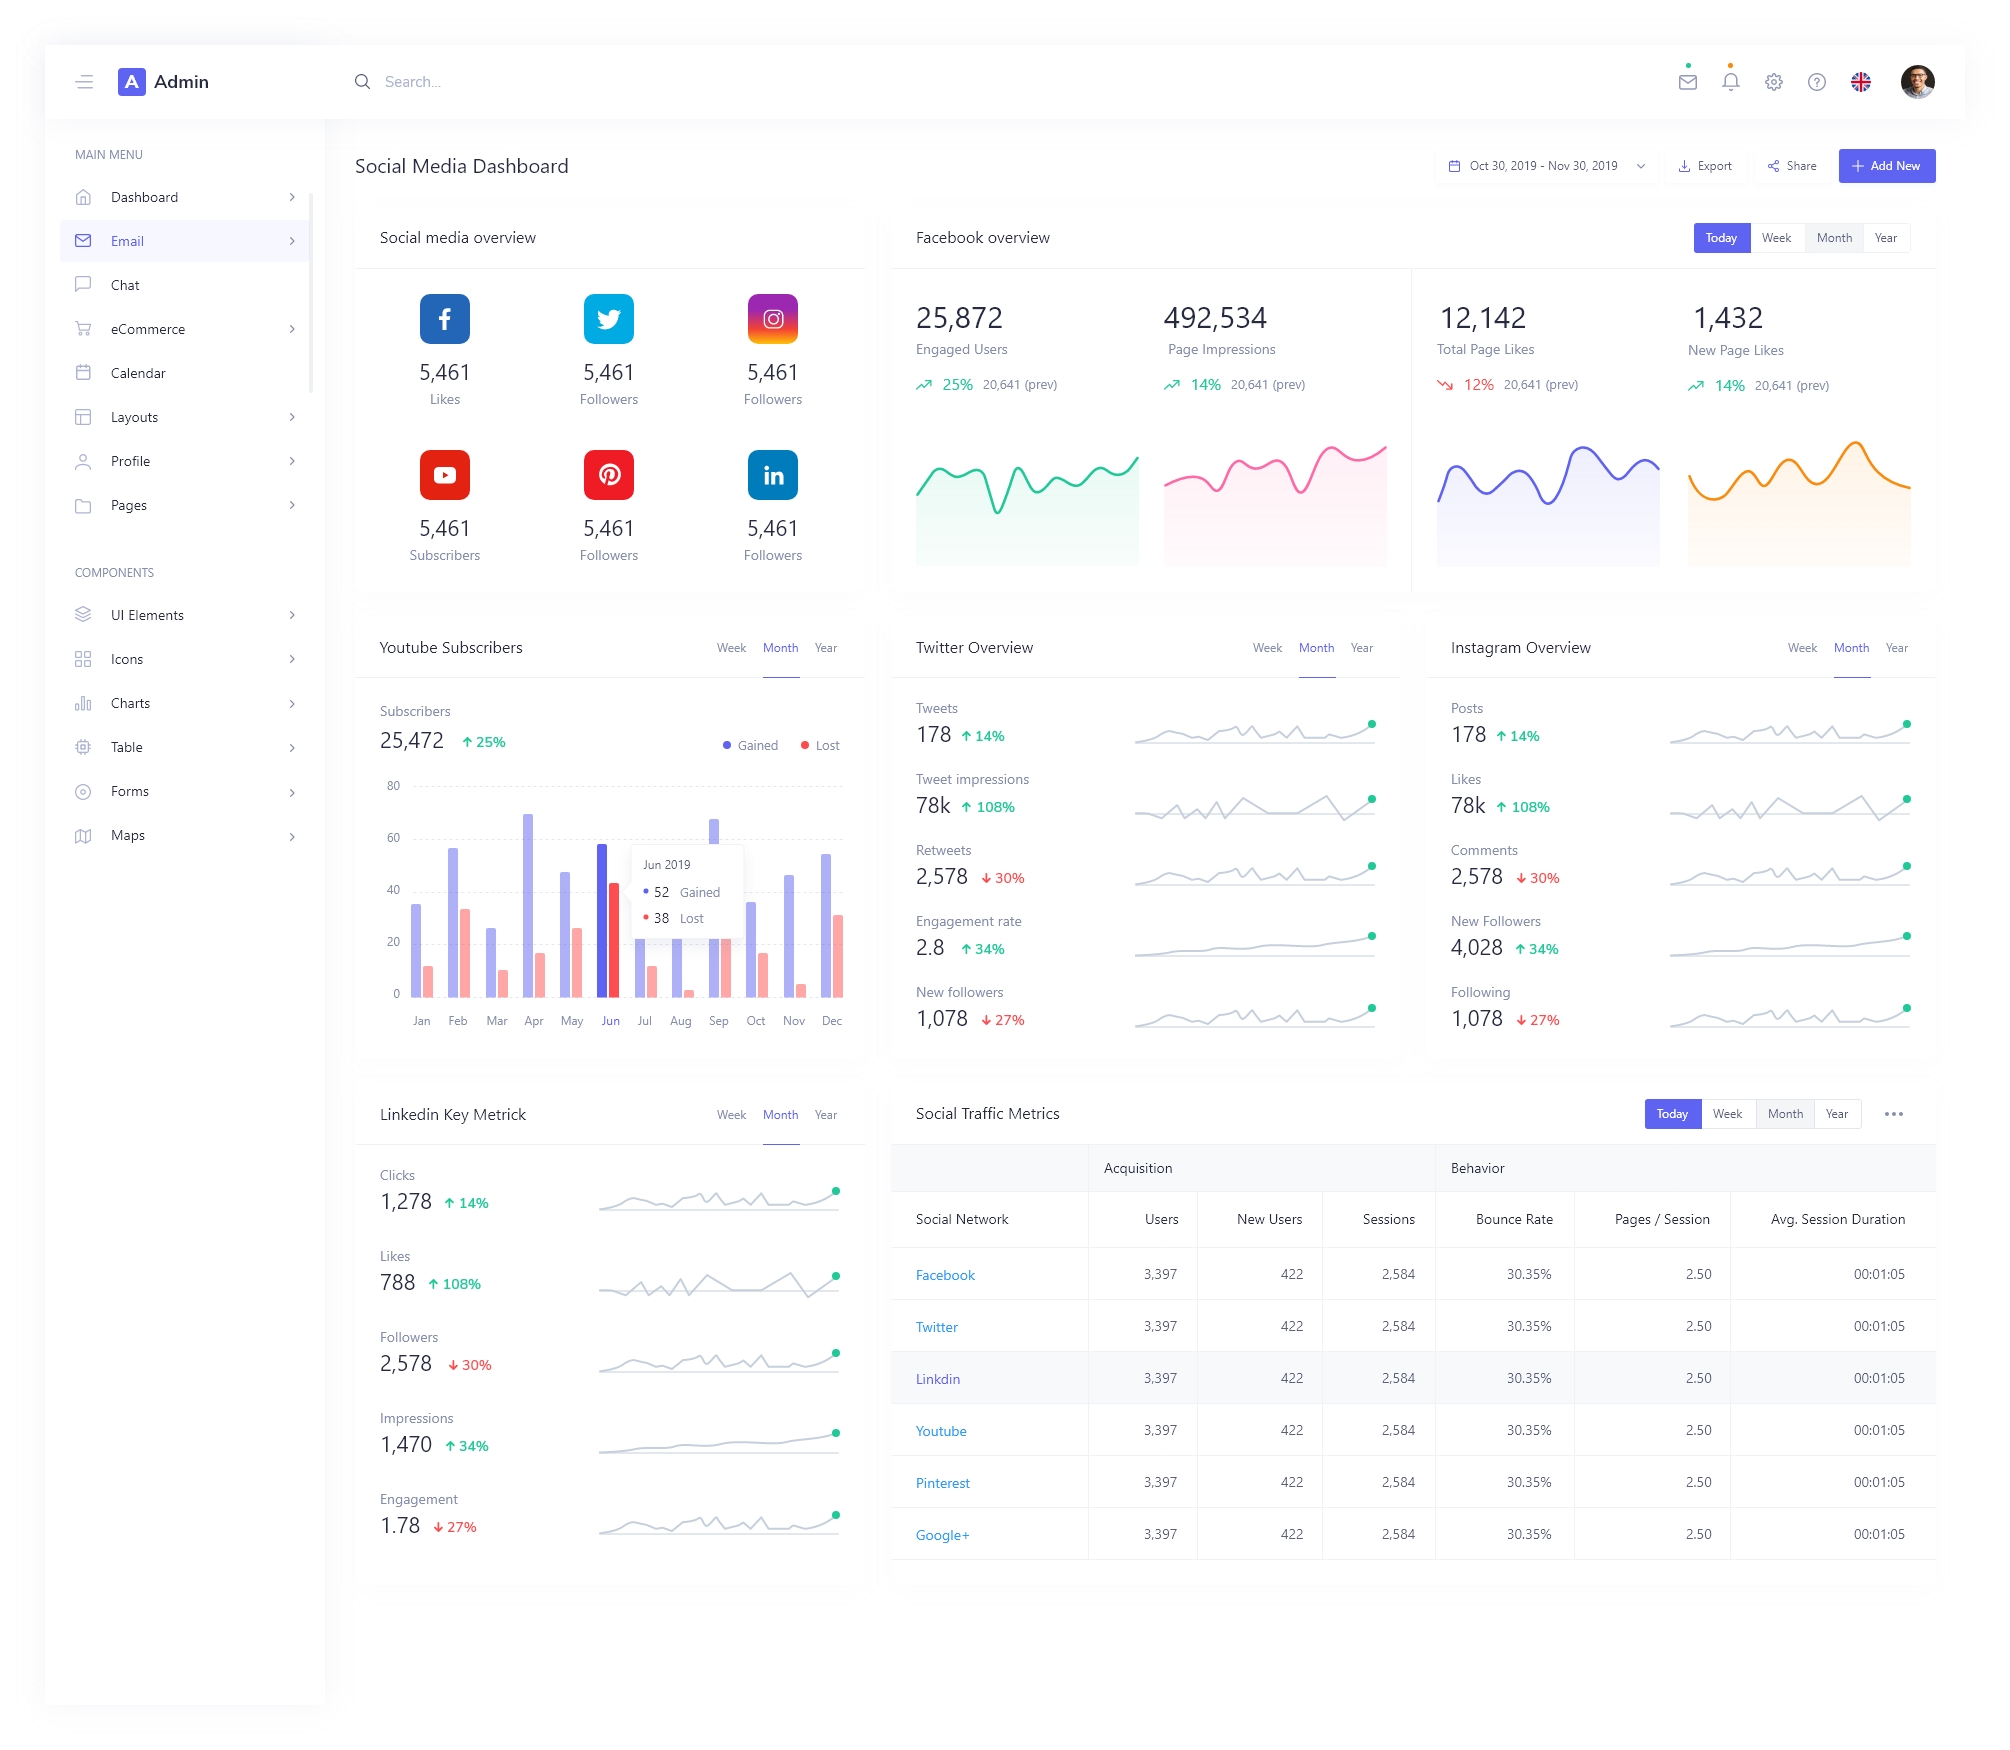 A Admin
Search...
MAIN MENU
Dashboard
Email
Chat
eCommerce
Calendar
Layouts
Profile
Pages
COMPONENTS
UI Elements
Icons
Charts
Table
Forms
Maps
Social Media Dashboard
Oct 30, 2019 - Nov 30, 2019 Export Share Add New
Social media overview
5,461 5,461 5,461
Likes Followers Followers
5,461 5,461 5,461
Subscribers Followers Followers
Facebook overview Today Week Month Year
25,872 492,534 12,142 1,432
Engaged Users Page Impressions Total Page Likes New Page Likes
25% 20,641 (prev) 14% 20,641 (prev) 12% 20,641 (prev) 14% 20,641 (prev)
Youtube Subscribers Week Month Year
Subscribers
25,472 25% Gained Lost
80
60
40
20
0
Jun 2019
52 Gained
38 Lost
Jan Feb Mar Apr May Jun Jul Aug Sep Oct Nov Dec
Twitter Overview Week Month Year
Tweets
178 14%
Tweet impressions
78k 108%
Retweets
2,578 30%
Engagement rate
2.8 34%
New followers
1,078 27%
Instagram Overview Week Month Year
Posts
178 14%
Likes
78k 108%
Comments
2,578 30%
New Followers
4,028 34%
Following
1,078 27%
Linkedin Key Metrick Week Month Year
Clicks
1,278 14%
Likes
788 108%
Followers
2,578 30%
Impressions
1,470 34%
Engagement
1.78 27%
Social Traffic Metrics Today Week Month Year
Acquisition Behavior
Social Network Users New Users Sessions Bounce Rate Pages / Session Avg. Session Duration
Facebook 3,397 422 2,584 30.35% 2.50 00:01:05
Twitter 3,397 422 2,584 30.35% 2.50 00:01:05
Linkdin 3,397 422 2,584 30.35% 2.50 00:01:05
Youtube 3,397 422 2,584 30.35% 2.50 00:01:05
Pinterest 3,397 422 2,584 30.35% 2.50 00:01:05
Google+ 3,397 422 2,584 30.35% 2.50 00:01:05